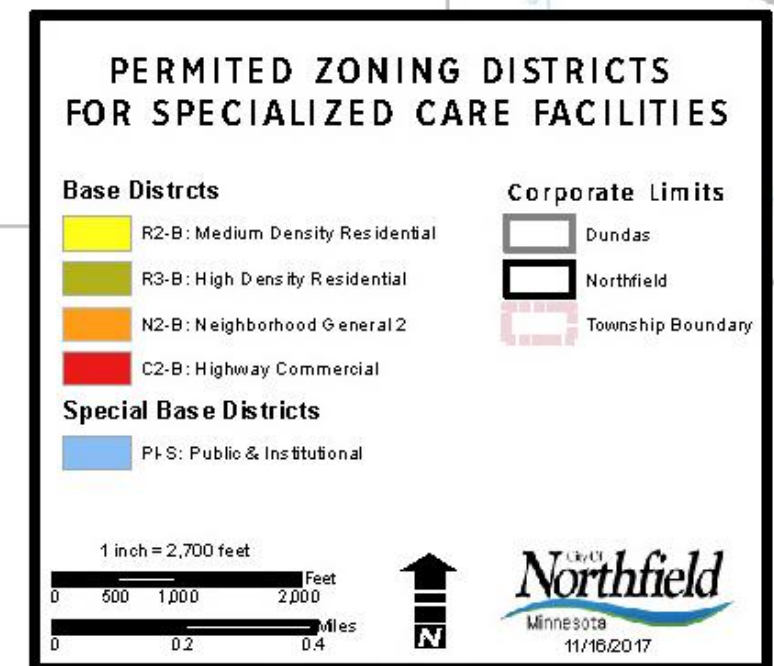 PERMITED ZONING DISTRICTS
FOR SPECIALIZED CARE FACILITIES
Base Distrcts
R2-B: Medium Density Residential
R3-B: High Density Residential
N2-B: Neighborhood General 2
C2-B: Highway Commercial
Special Base Districts
PI-S: Public & Institutional
Corporate Limits
Dundas
Northfield
Township Boundary
1 inch = 2,700 feet
Feet
0 500 1,000 2,000
Miles
0 0.2 0.4
N
City Of
Northfield
Minnesota
11/16/2017